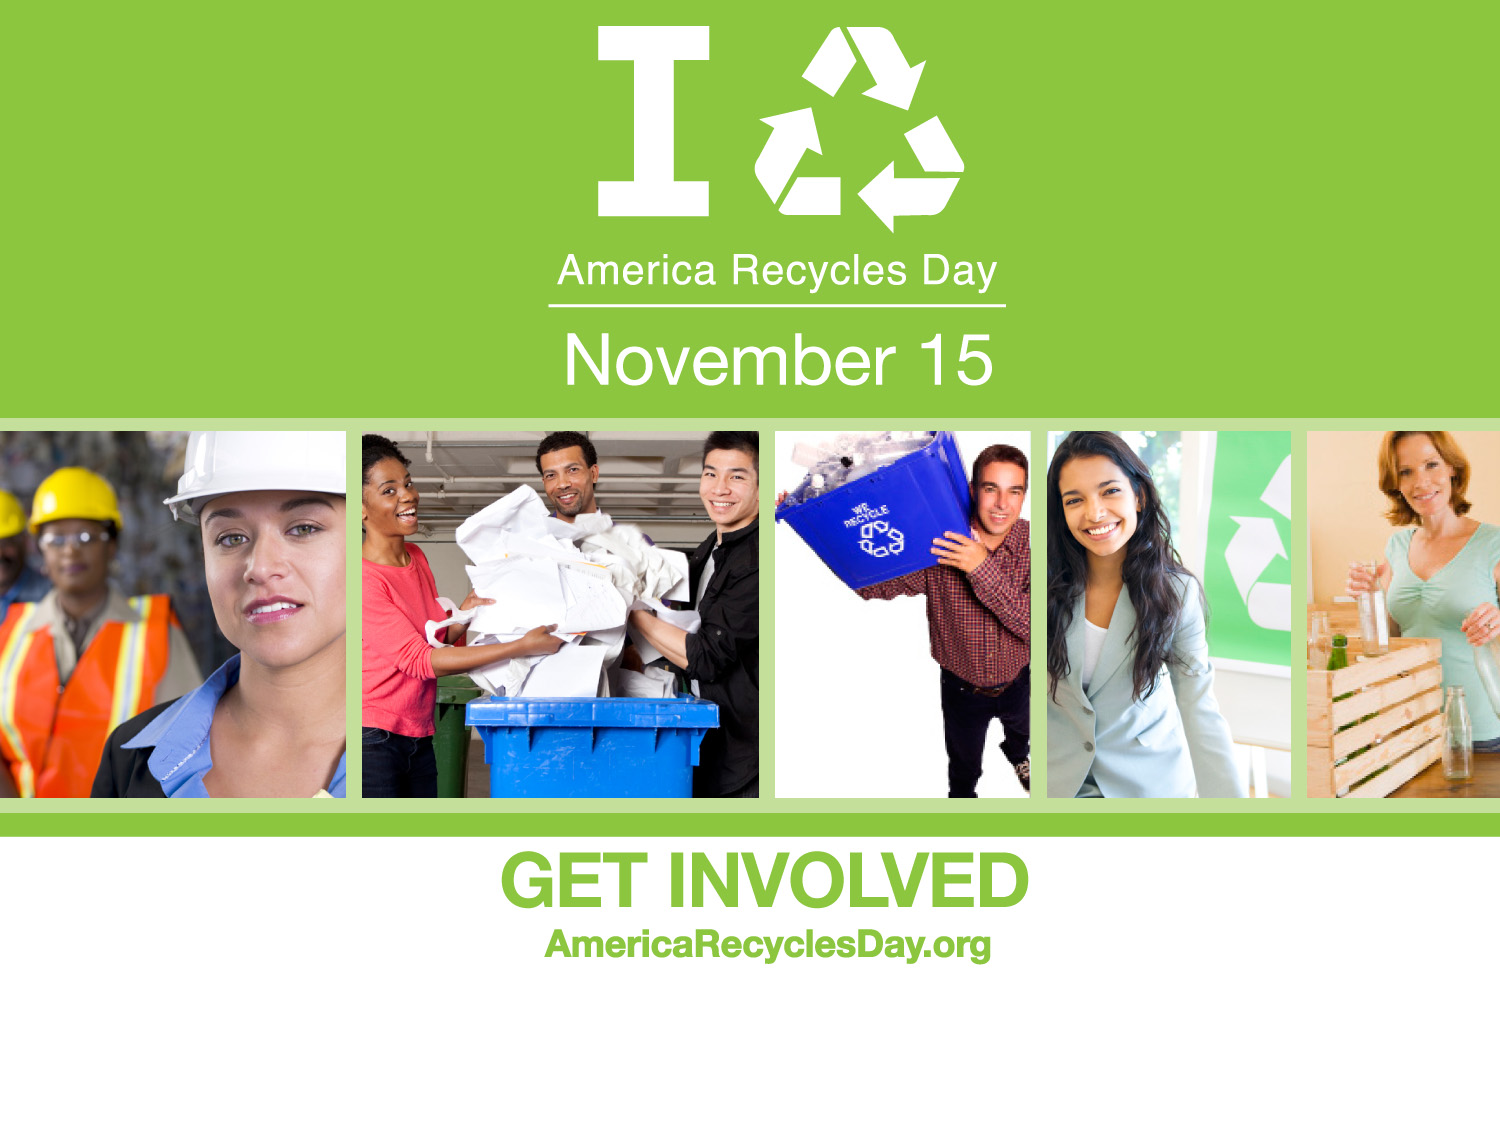 I
America Recycles Day
November 15
WE
RECYCLE
GET INVOLVED
AmericaRecyclesDay.org